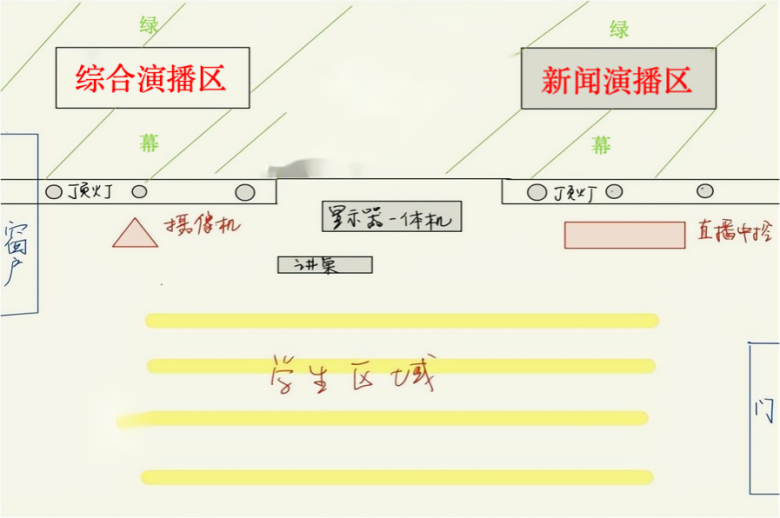 绿
绿
综合演播区
新闻演播区
幕
幕
顶灯
顶灯
摄像机
显示器一体机
直播中控
窗户
讲桌
学生区域
门